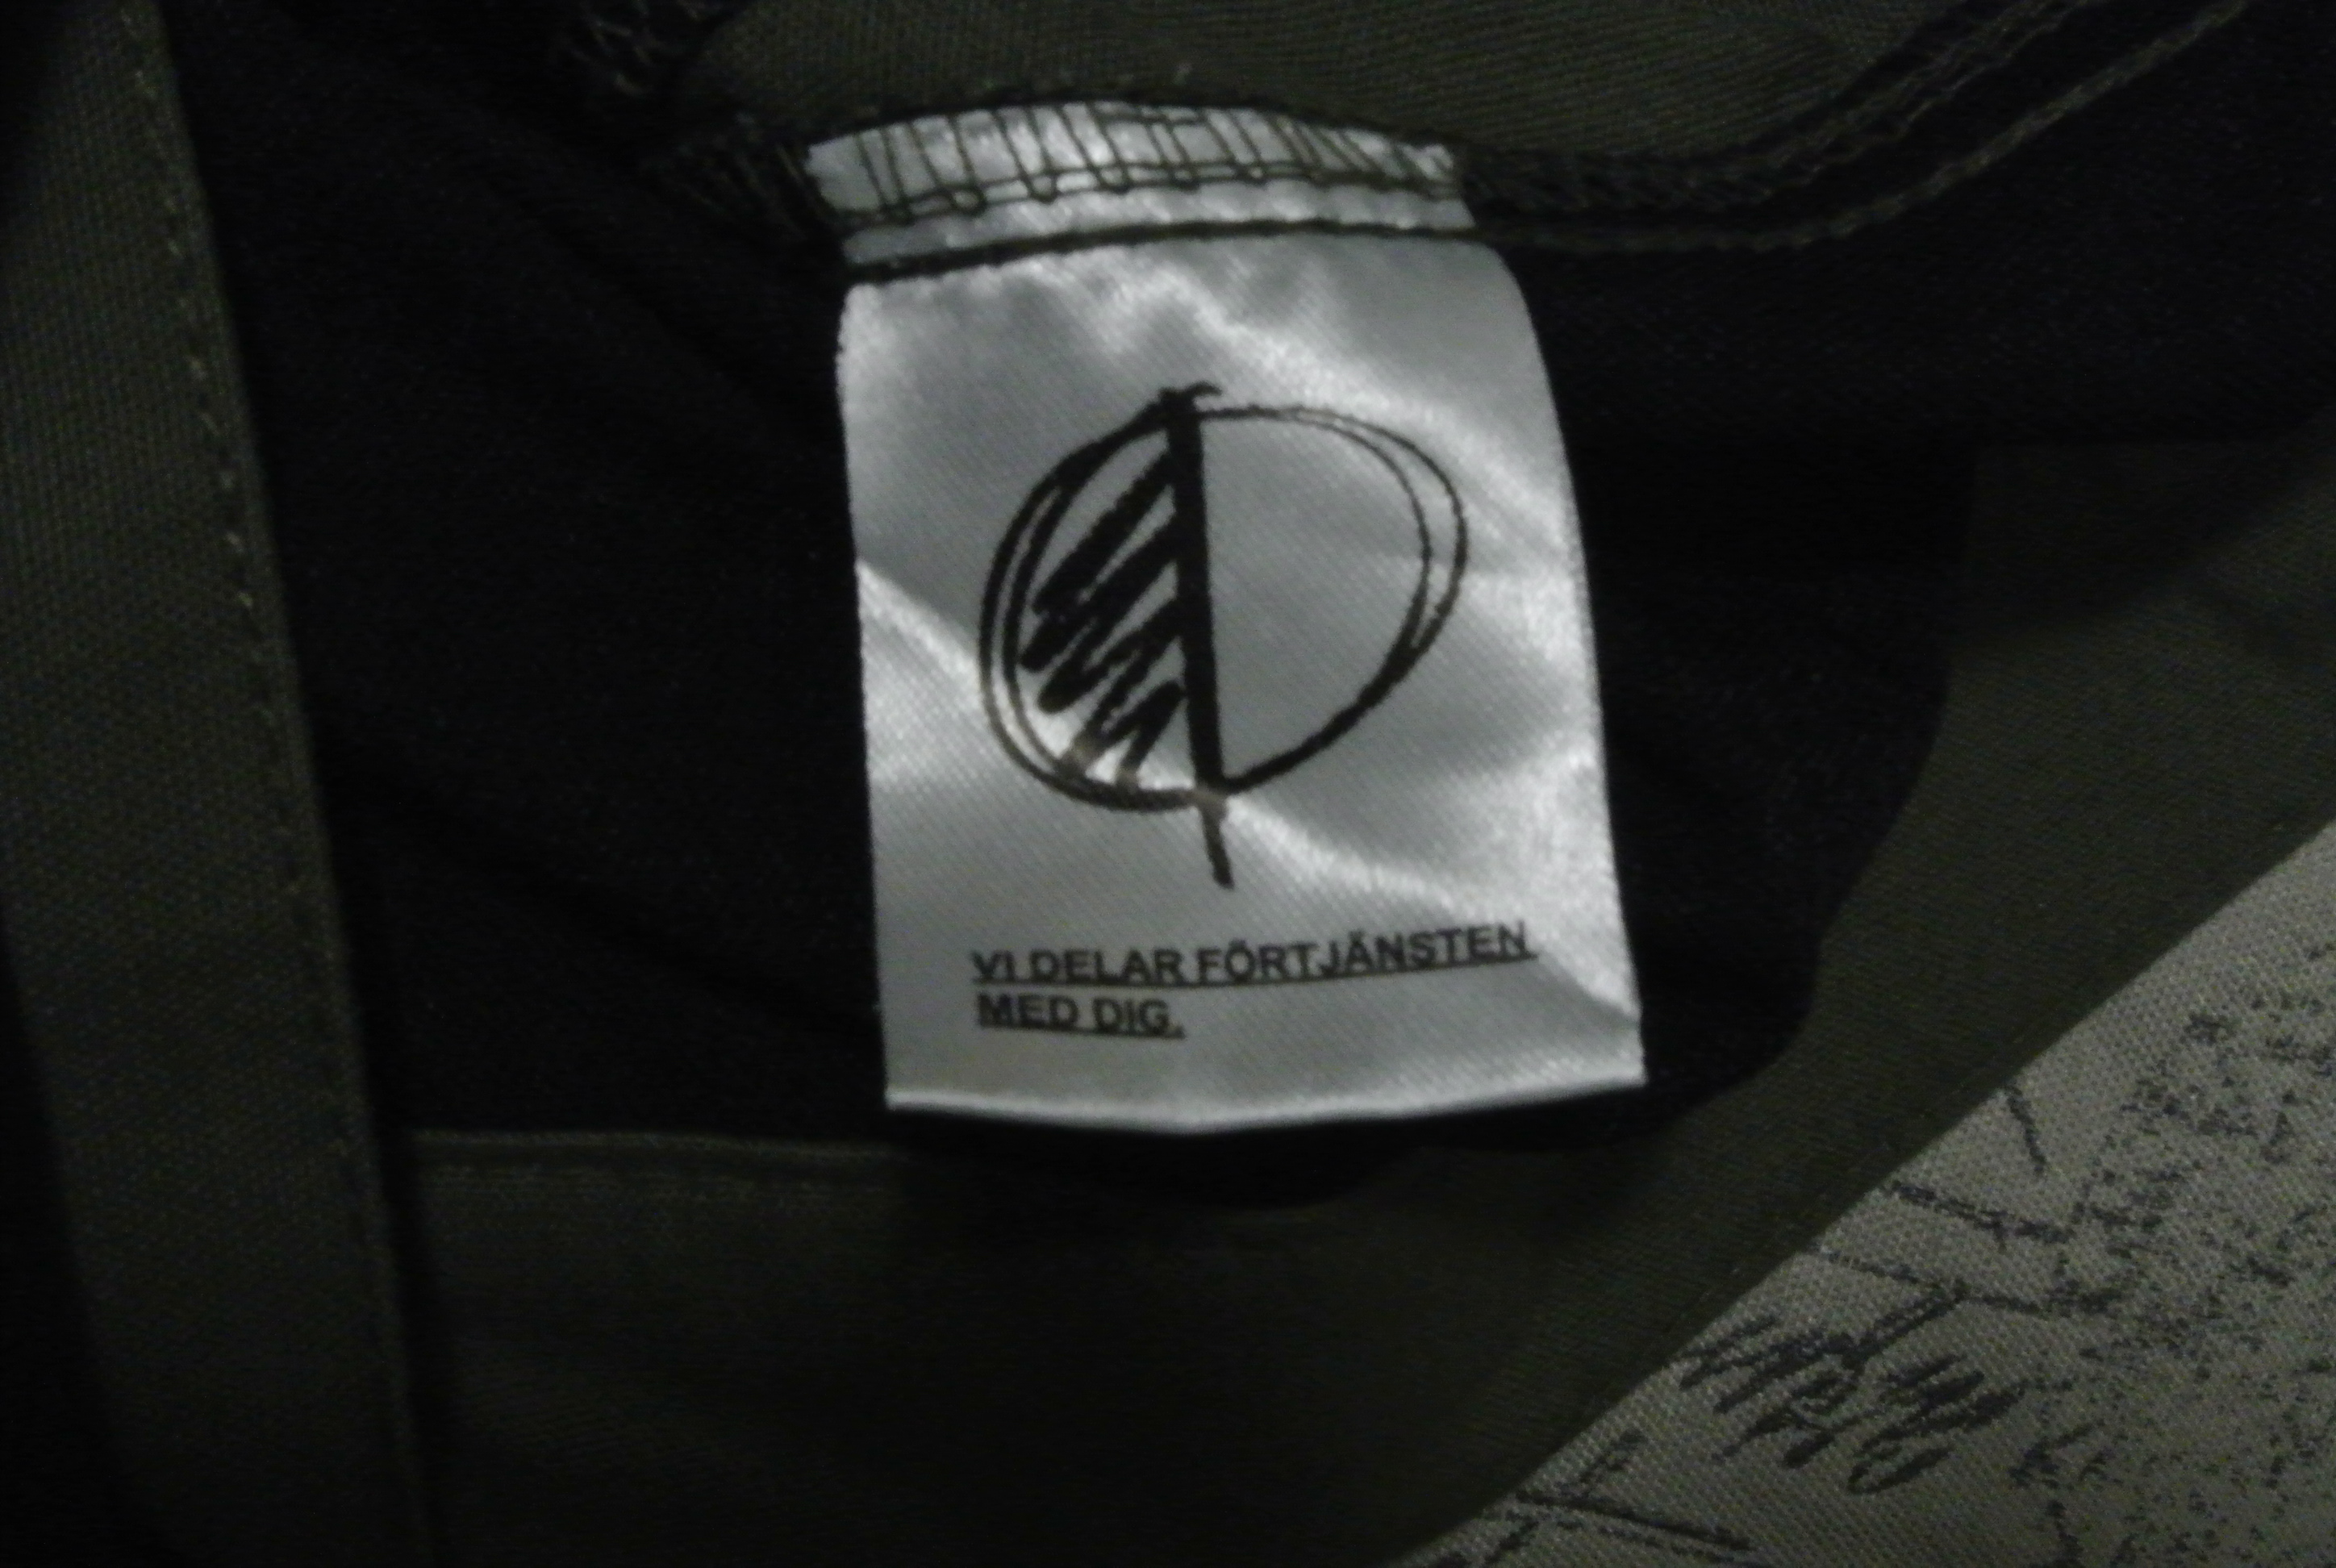 VI DELAR FÖRTJÄNSTEN
MED DIG.